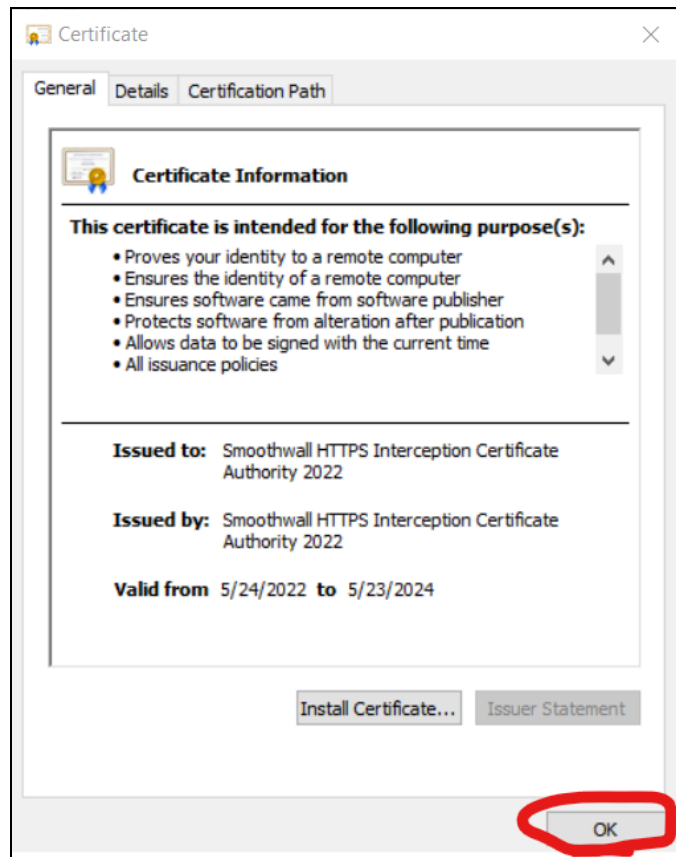 Certificate
General Details Certification Path
Certificate Information
This certificate is intended for the following purpose(s):
• Proves your identity to a remote computer
• Ensures the identity of a remote computer
• Ensures software came from software publisher
• Protects software from alteration after publication
• Allows data to be signed with the current time
• All issuance policies
Issued to: Smoothwall HTTPS Interception Certificate
Authority 2022
Issued by: Smoothwall HTTPS Interception Certificate
Authority 2022
Valid from 5/24/2022 to 5/23/2024
Install Certificate... Issuer Statement
OK